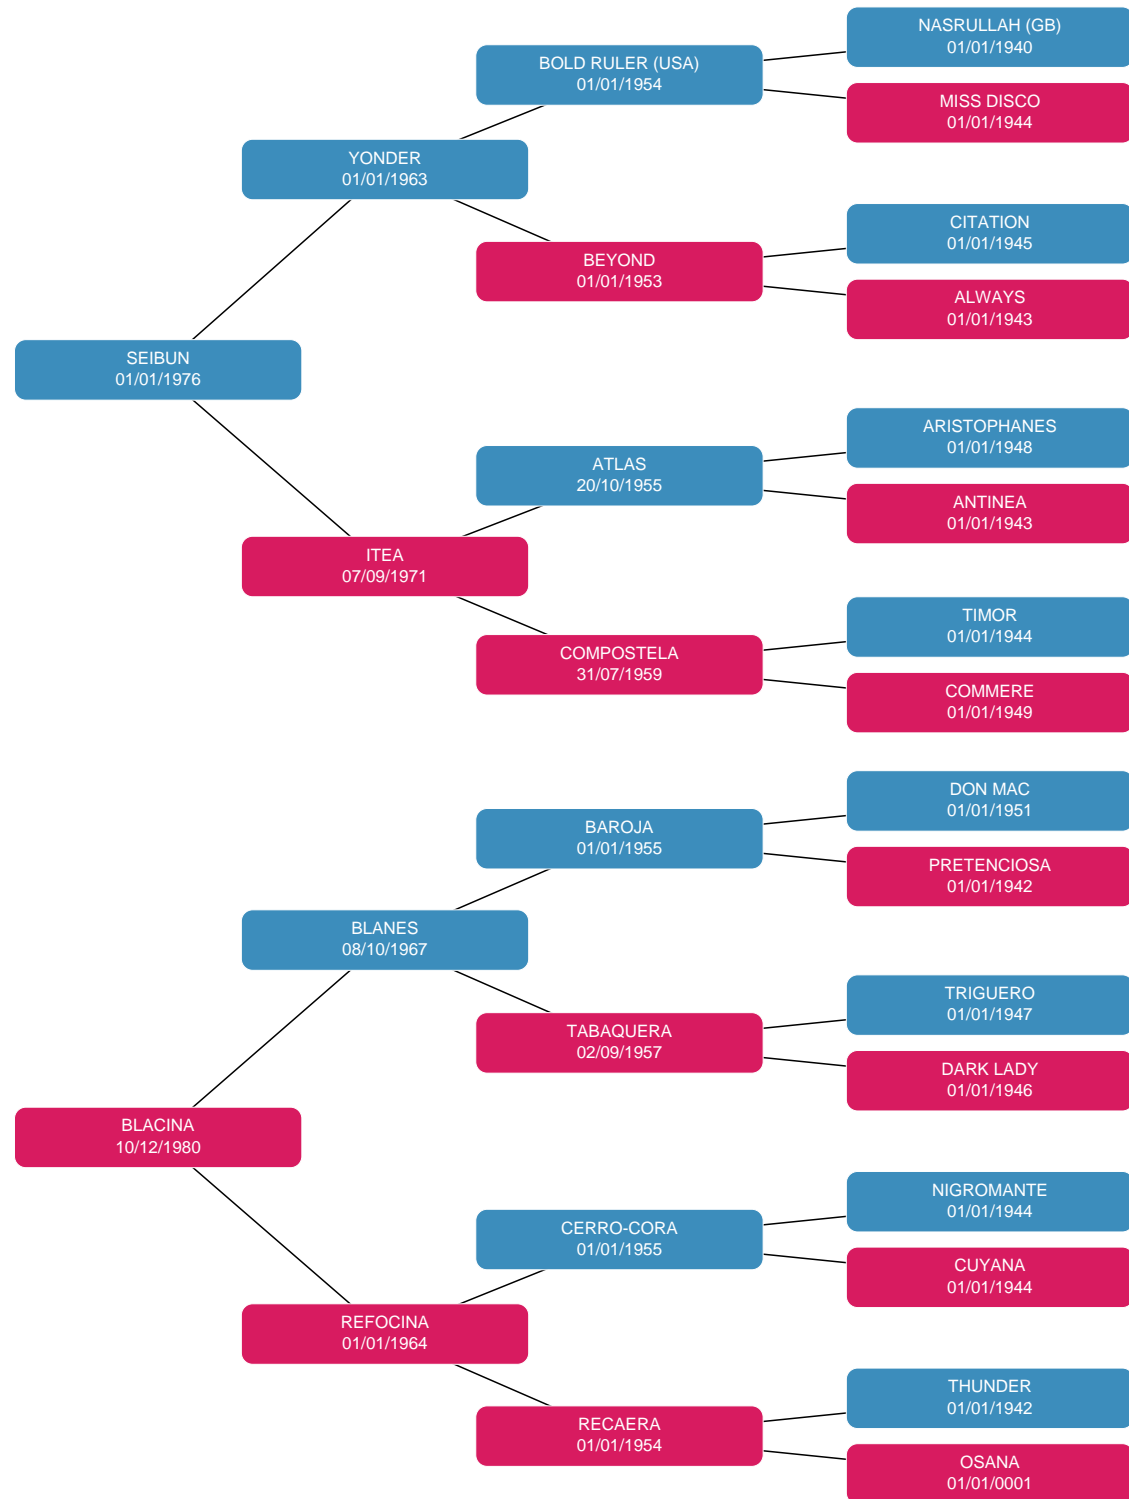 NASRULLAH (GB)
01/01/1940
BOLD RULER (USA)
01/01/1954
MISS DISCO
01/01/1944
YONDER
01/01/1963
CITATION
01/01/1945
BEYOND
01/01/1953
ALWAYS
01/01/1943
SEIBUN
01/01/1976
ARISTOPHANES
01/01/1948
ATLAS
20/10/1955
ANTINEA
01/01/1943
ITEA
07/09/1971
TIMOR
01/01/1944
COMPOSTELA
31/07/1959
COMMERE
01/01/1949
DON MAC
01/01/1951
BAROJA
01/01/1955
PRETENCIOSA
01/01/1942
BLANES
08/10/1967
TRIGUERO
01/01/1947
TABAQUERA
02/09/1957
DARK LADY
01/01/1946
BLACINA
10/12/1980
NIGROMANTE
01/01/1944
CERRO-CORA
01/01/1955
CUYANA
01/01/1944
REFOCINA
01/01/1964
THUNDER
01/01/1942
RECAERA
01/01/1954
OSANA
01/01/0001